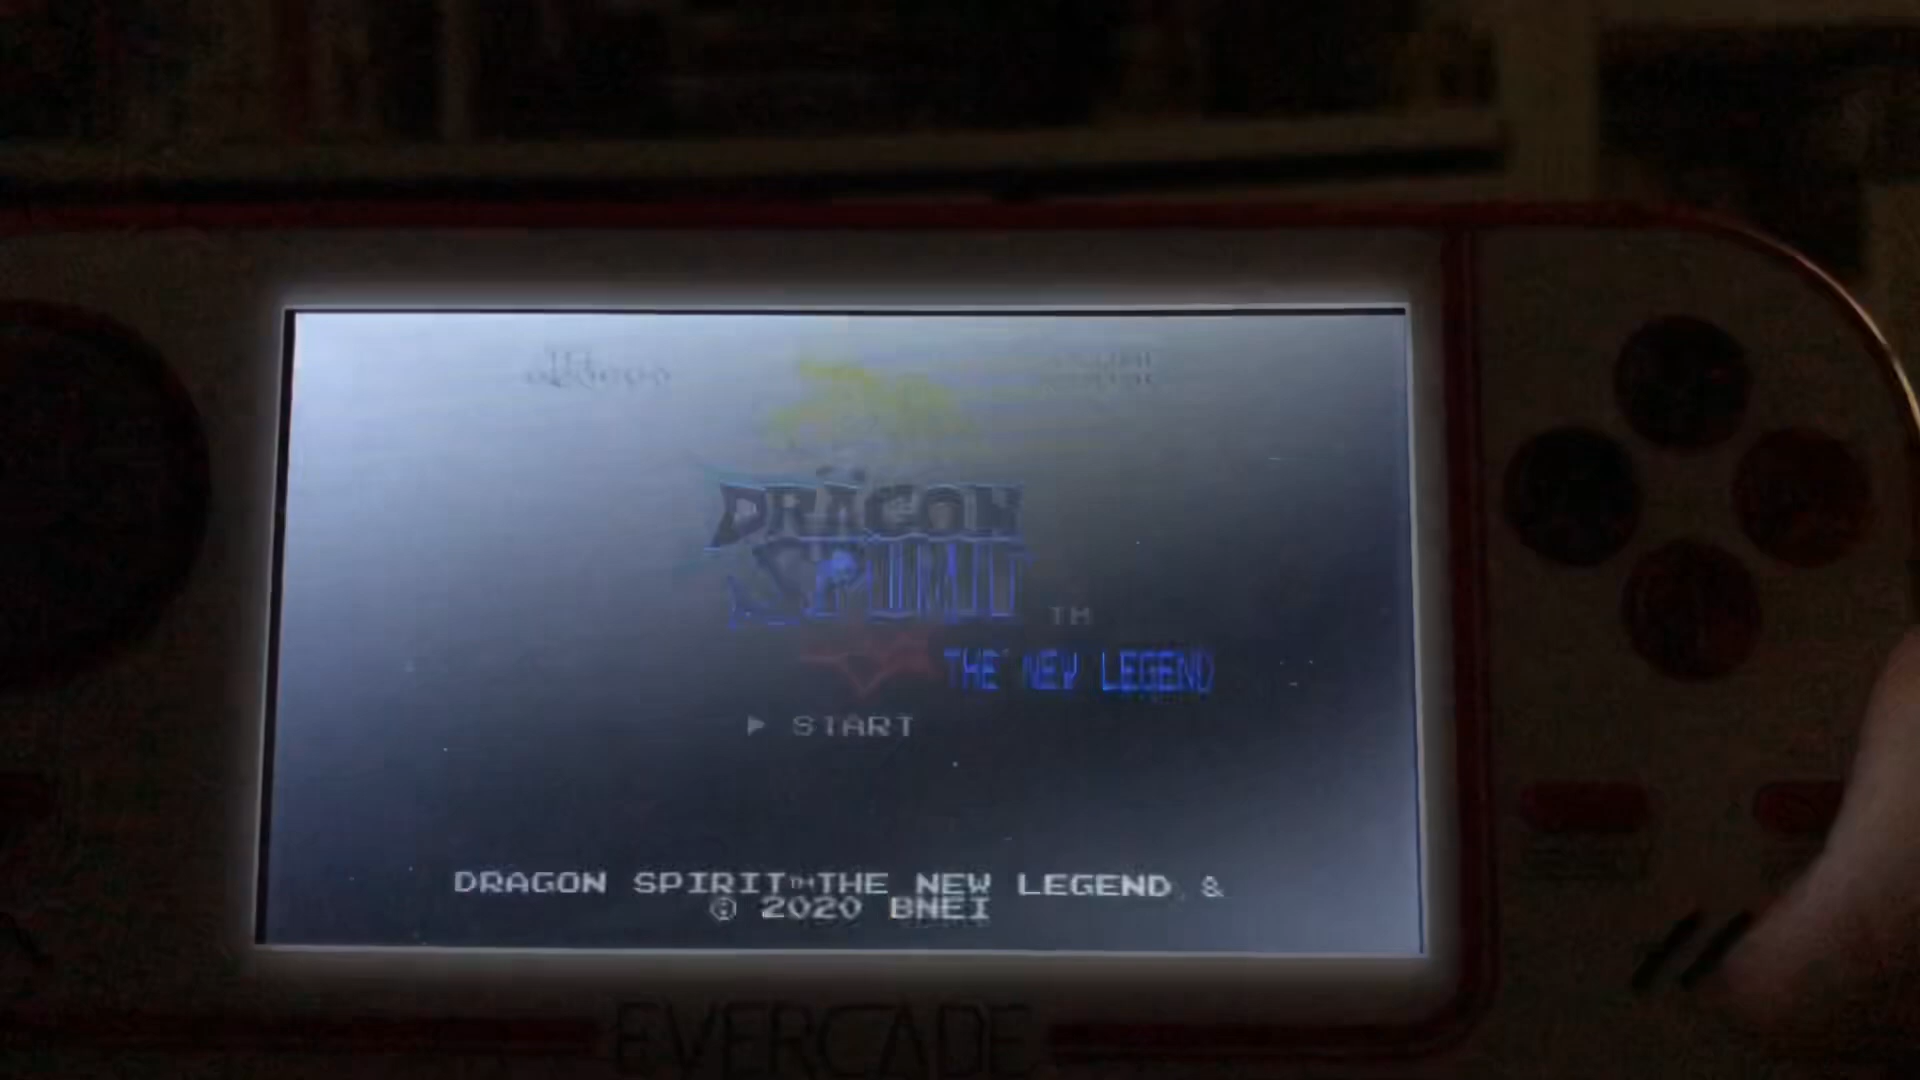 DRAGON
SPIRIT
TM
THE NEW LEGEND
▶ START
DRAGON SPIRIT™THE NEW LEGEND &
© 2020 BNEI
EVERCADE